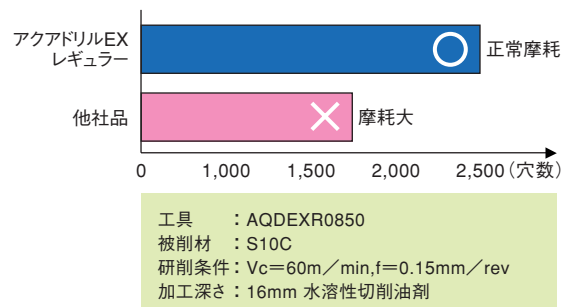 アクアドリルEX
レギュラー
正常摩耗
他社品
摩耗大
0 1,000 1,500 2,000 2,500(穴数)
工具 :AQDEXR0850
被削材 :S10C
研削条件:Vc=60m/min,f=0.15mm/rev
加工深さ:16mm 水溶性切削油剤